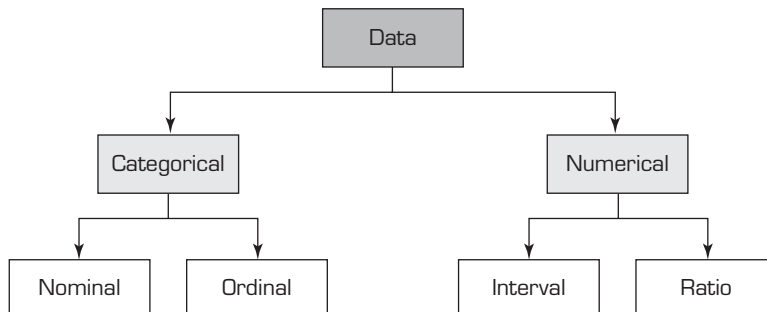 Data
Categorical
Numerical
Nominal
Ordinal
Interval
Ratio